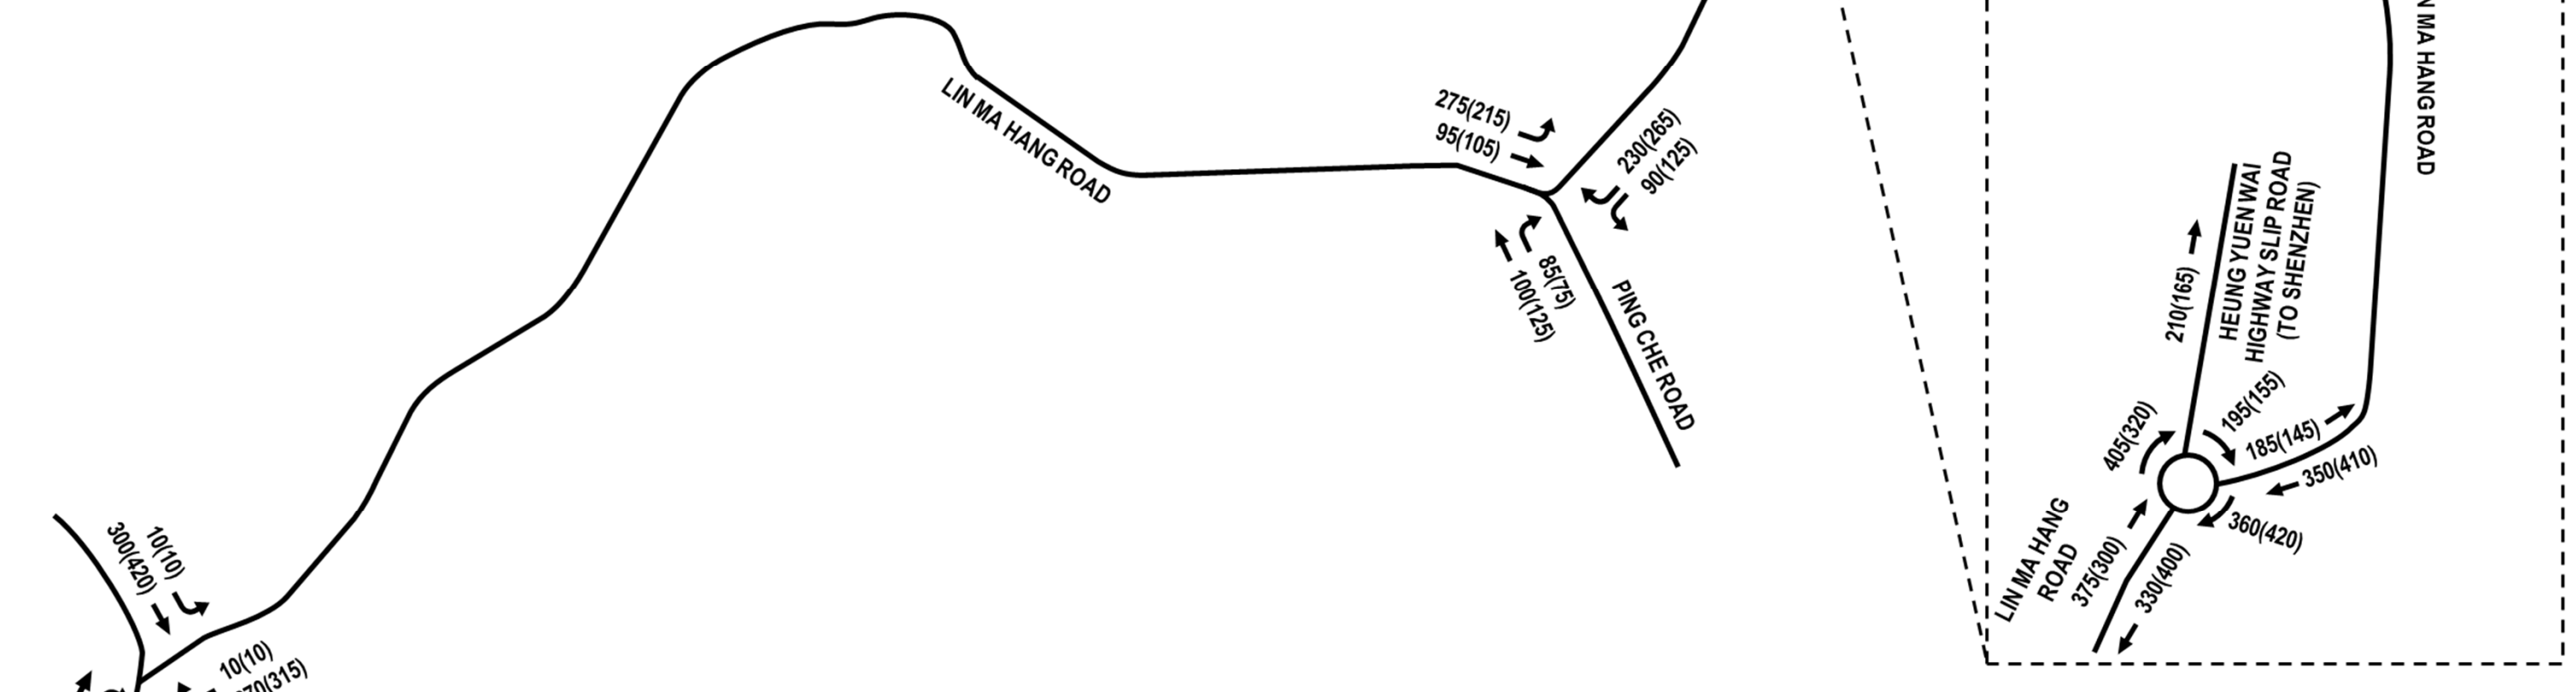 LIN MA HANG ROAD
275(215)
95(105)
230(265)
90(125)
85(75)
100(125)
PING CHE ROAD
10(10)
300(420)
10(10)
MA HANG ROAD
HEUNG YUEN WAI
HIGHWAY SLIP ROAD
(TO SHENZHEN)
210(165)
405(320)
195(155)
185(145)
350(410)
360(420)
LIN MA HANG
ROAD
375(300)
330(400)